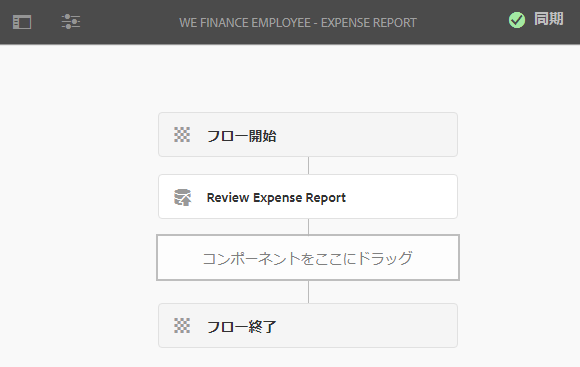 WE FINANCE EMPLOYEE - EXPENSE REPORT
同期
フロー開始
Review Expense Report
コンポーネントをここにドラッグ
フロー終了